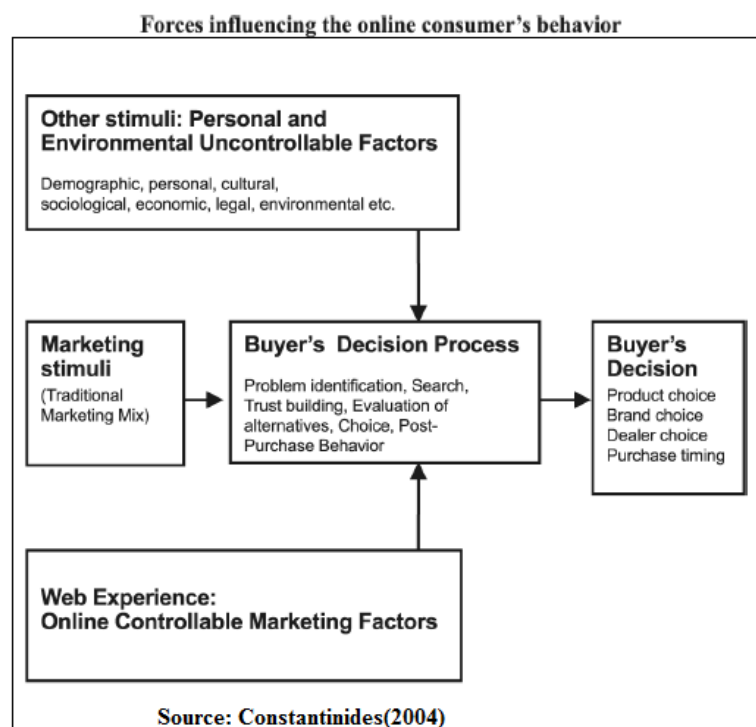 Forces influencing the online consumer's behavior
Other stimuli: Personal and
Environmental Uncontrollable Factors
Demographic, personal, cultural,
sociological, economic, legal, environmental etc.
Marketing
stimuli
(Traditional
Marketing Mix)
Buyer's Decision Process
Problem identification, Search,
Trust building, Evaluation of
alternatives, Choice, Post-
Purchase Behavior
Buyer's
Decision
Product choice
Brand choice
Dealer choice
Purchase timing
Web Experience:
Online Controllable Marketing Factors
Source: Constantinides(2004)